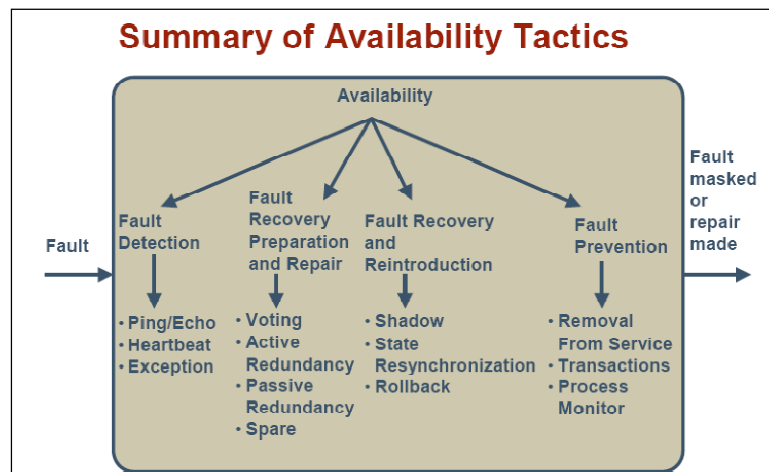 Summary of Availability Tactics
Availability
Fault
Fault
Detection
• Ping/Echo
• Heartbeat
• Exception
Fault
Recovery
Preparation
and Repair
• Voting
• Active
Redundancy
• Passive
Redundancy
• Spare
Fault Recovery
and
Reintroduction
• Shadow
• State
Resynchronization
• Rollback
Fault
Prevention
• Removal
From Service
• Transactions
• Process
Monitor
Fault
masked
or
repair
made